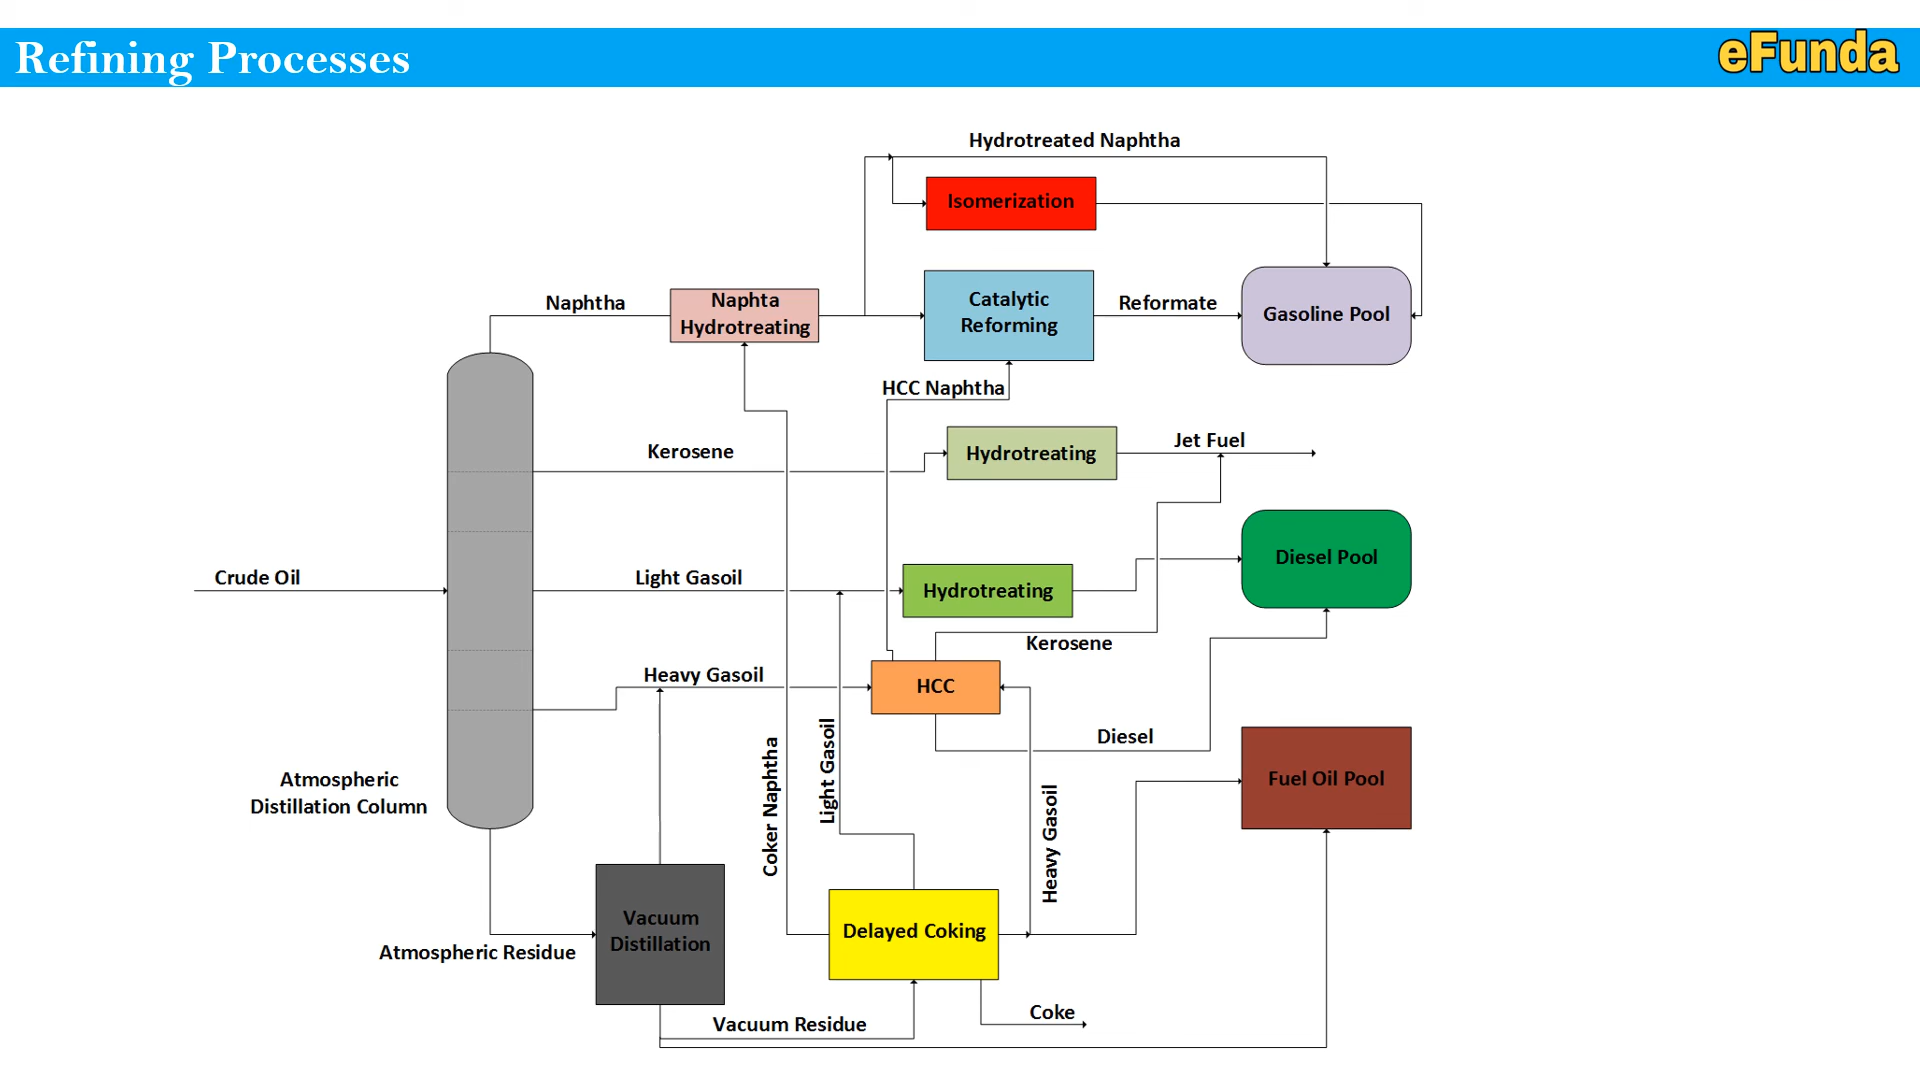 Refining Processes
eFunda
Hydrotreated Naphtha
Isomerization
Naphtha
Naphta
Hydrotreating
Catalytic
Reforming
Reformate
Gasoline Pool
HCC Naphtha
Kerosene
Hydrotreating
Jet Fuel
Crude Oil
Light Gasoil
Hydrotreating
Diesel Pool
Kerosene
Heavy Gasoil
HCC
Diesel
Coker Naphtha
Light Gasoil
Heavy Gasoil
Fuel Oil Pool
Atmospheric
Distillation Column
Vacuum
Distillation
Delayed Coking
Atmospheric Residue
Vacuum Residue
Coke